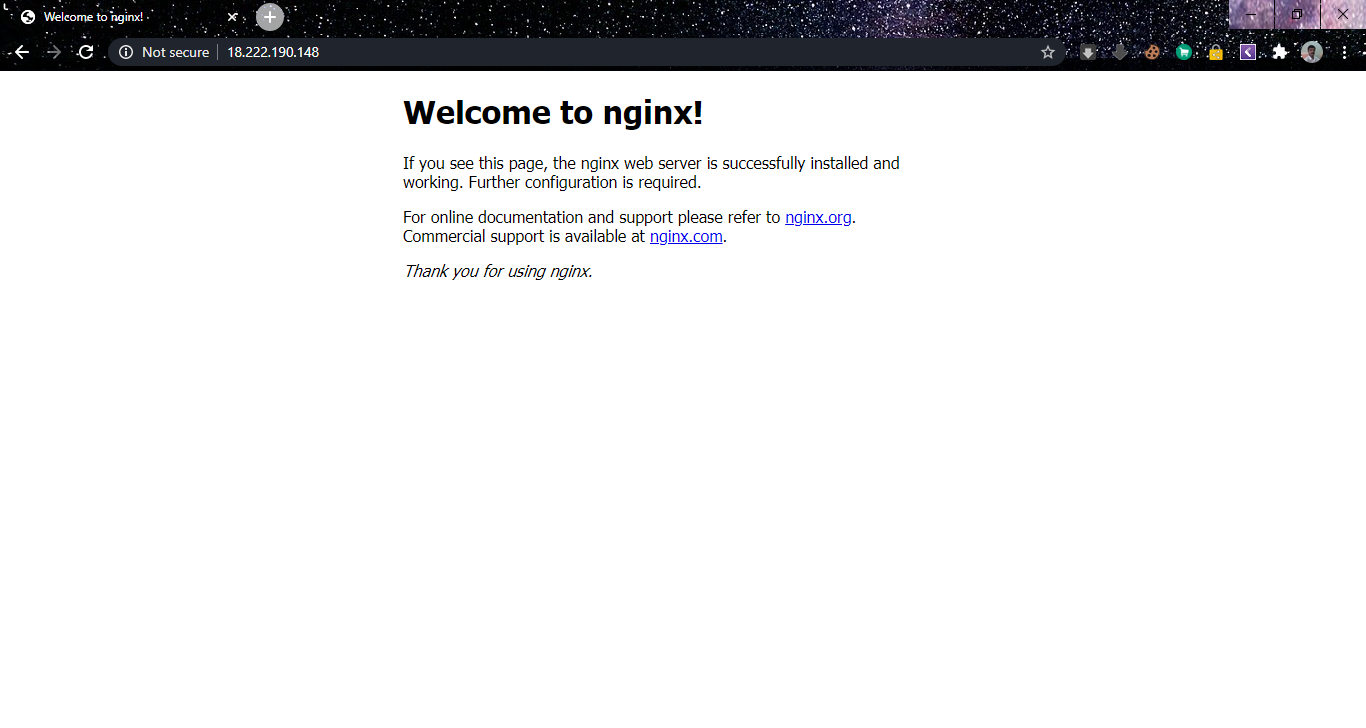 Welcome to nginx!
Not secure
18.222.190.148
Welcome to nginx!
If you see this page, the nginx web server is successfully installed and
working. Further configuration is required.
For online documentation and support please refer to nginx.org.
Commercial support is available at nginx.com.
Thank you for using nginx.